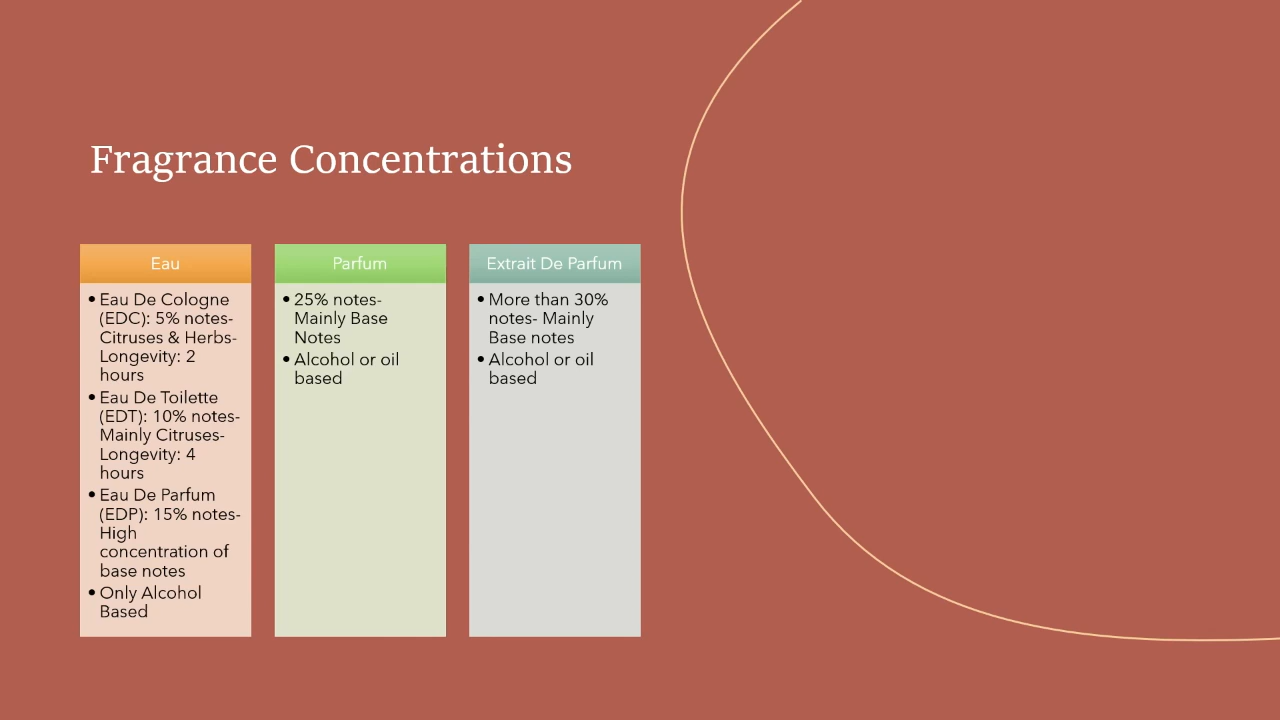 Fragrance Concentrations
Eau
• Eau De Cologne
(EDC): 5% notes-
Citruses & Herbs-
Longevity: 2
hours
• Eau De Toilette
(EDT): 10% notes-
Mainly Citruses-
Longevity: 4
hours
• Eau De Parfum
(EDP): 15% notes-
High
concentration of
base notes
• Only Alcohol
Based
Parfum
• 25% notes-
Mainly Base
Notes
• Alcohol or oil
based
Extrait De Parfum
• More than 30%
notes- Mainly
Base notes
• Alcohol or oil
based